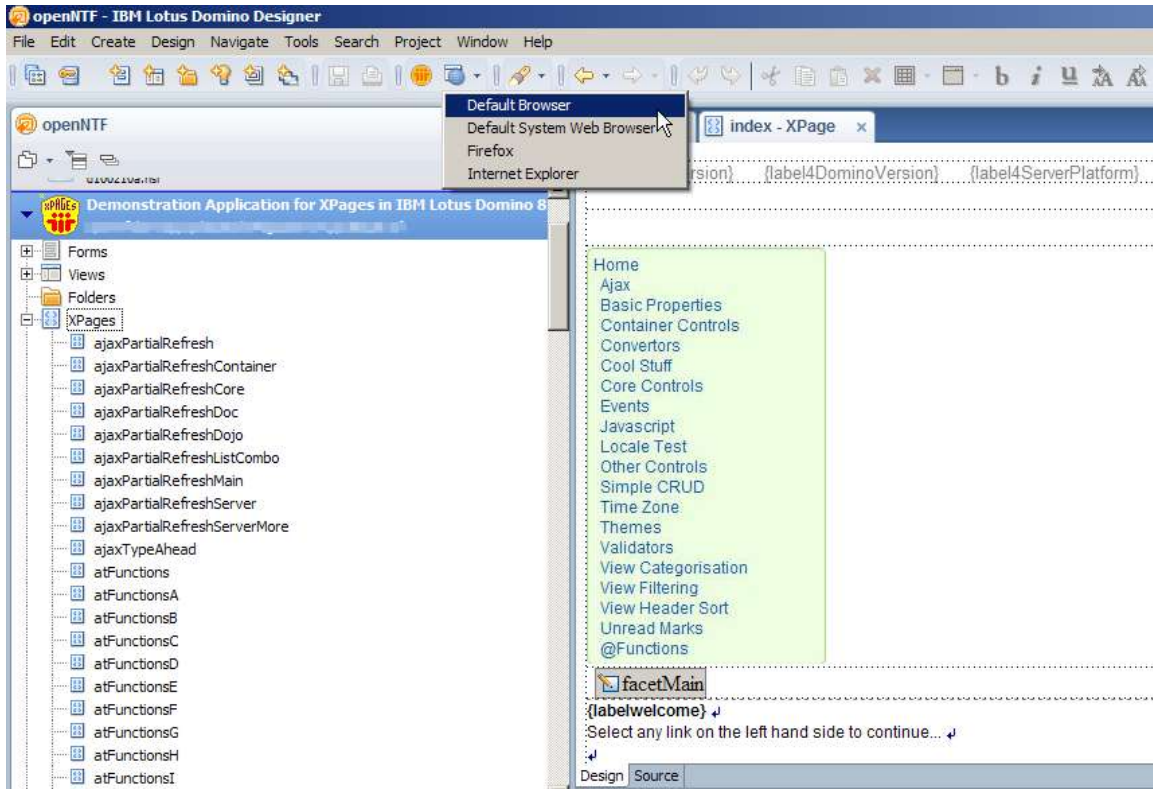 openNTF - IBM Lotus Domino Designer
File Edit Create Design Navigate Tools Search Project Window Help
b i U
Default Browser
Default System Web Browser
Firefox
Internet Explorer
openNTF
index - XPage
{label4DominoVersion} {label4ServerPlatform}
XPAGEs
Demonstration Application for XPages in IBM Lotus Domino 8
Forms
Views
Folders
XPages
ajaxPartialRefresh
ajaxPartialRefreshContainer
ajaxPartialRefreshCore
ajaxPartialRefreshDoc
ajaxPartialRefreshDojo
ajaxPartialRefreshListCombo
ajaxPartialRefreshMain
ajaxPartialRefreshServer
ajaxPartialRefreshServerMore
ajaxTypeAhead
atFunctions
atFunctionsA
atFunctionsB
atFunctionsC
atFunctionsD
atFunctionsE
atFunctionsF
atFunctionsG
atFunctionsH
atFunctionsI
Home
Ajax
Basic Properties
Container Controls
Convertors
Cool Stuff
Core Controls
Events
Javascript
Locale Test
Other Controls
Simple CRUD
Time Zone
Themes
Validators
View Categorisation
View Filtering
View Header Sort
Unread Marks
@Functions
facetMain
{labelwelcome}
Select any link on the left hand side to continue...
Design Source